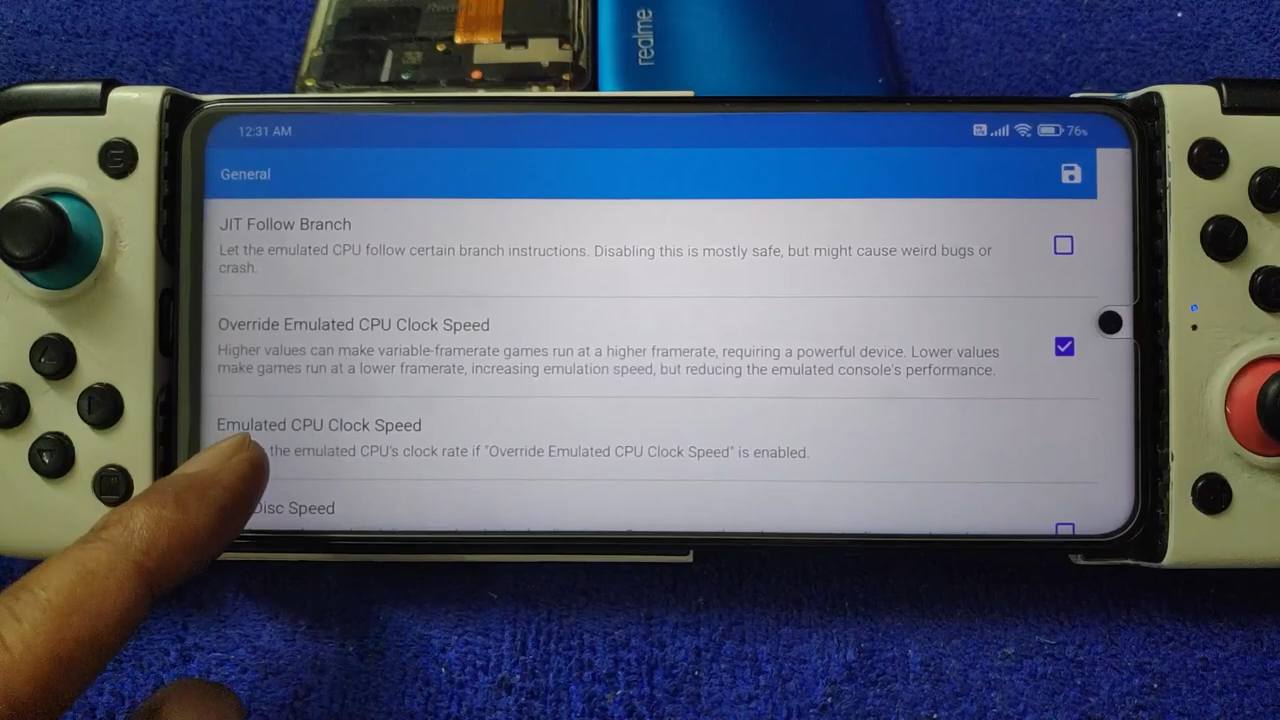 Redmi
realme
12:31 AM
76%
General
JIT Follow Branch
Let the emulated CPU follow certain branch instructions. Disabling this is mostly safe, but might cause weird bugs or
crash.
Override Emulated CPU Clock Speed
Higher values can make variable-framerate games run at a higher framerate, requiring a powerful device. Lower values
make games run at a lower framerate, increasing emulation speed, but reducing the emulated console's performance.
Emulated CPU Clock Speed
the emulated CPU's clock rate if "Override Emulated CPU Clock Speed" is enabled.
Disc Speed